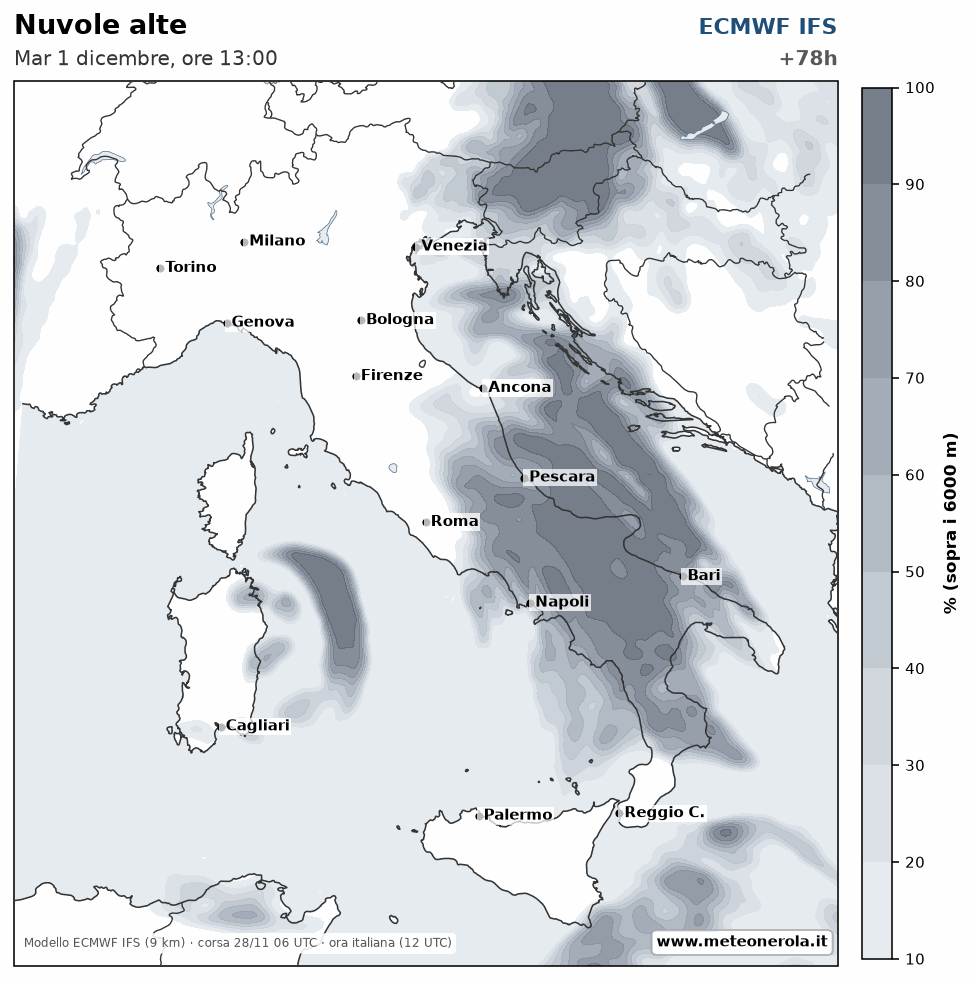 Nuvole alte
ECMWF IFS
Mar 1 dicembre, ore 13:00
+78h
100
90
80
70
60
50
40
30
20
10
% (sopra i 6000 m)
Milano
Venezia
Torino
Genova
Bologna
Firenze
Ancona
Pescara
Roma
Bari
Napoli
Cagliari
Palermo
Reggio C.
Modello ECMWF IFS (9 km) · corsa 28/11 06 UTC · ora italiana (12 UTC)
www.meteonerola.it